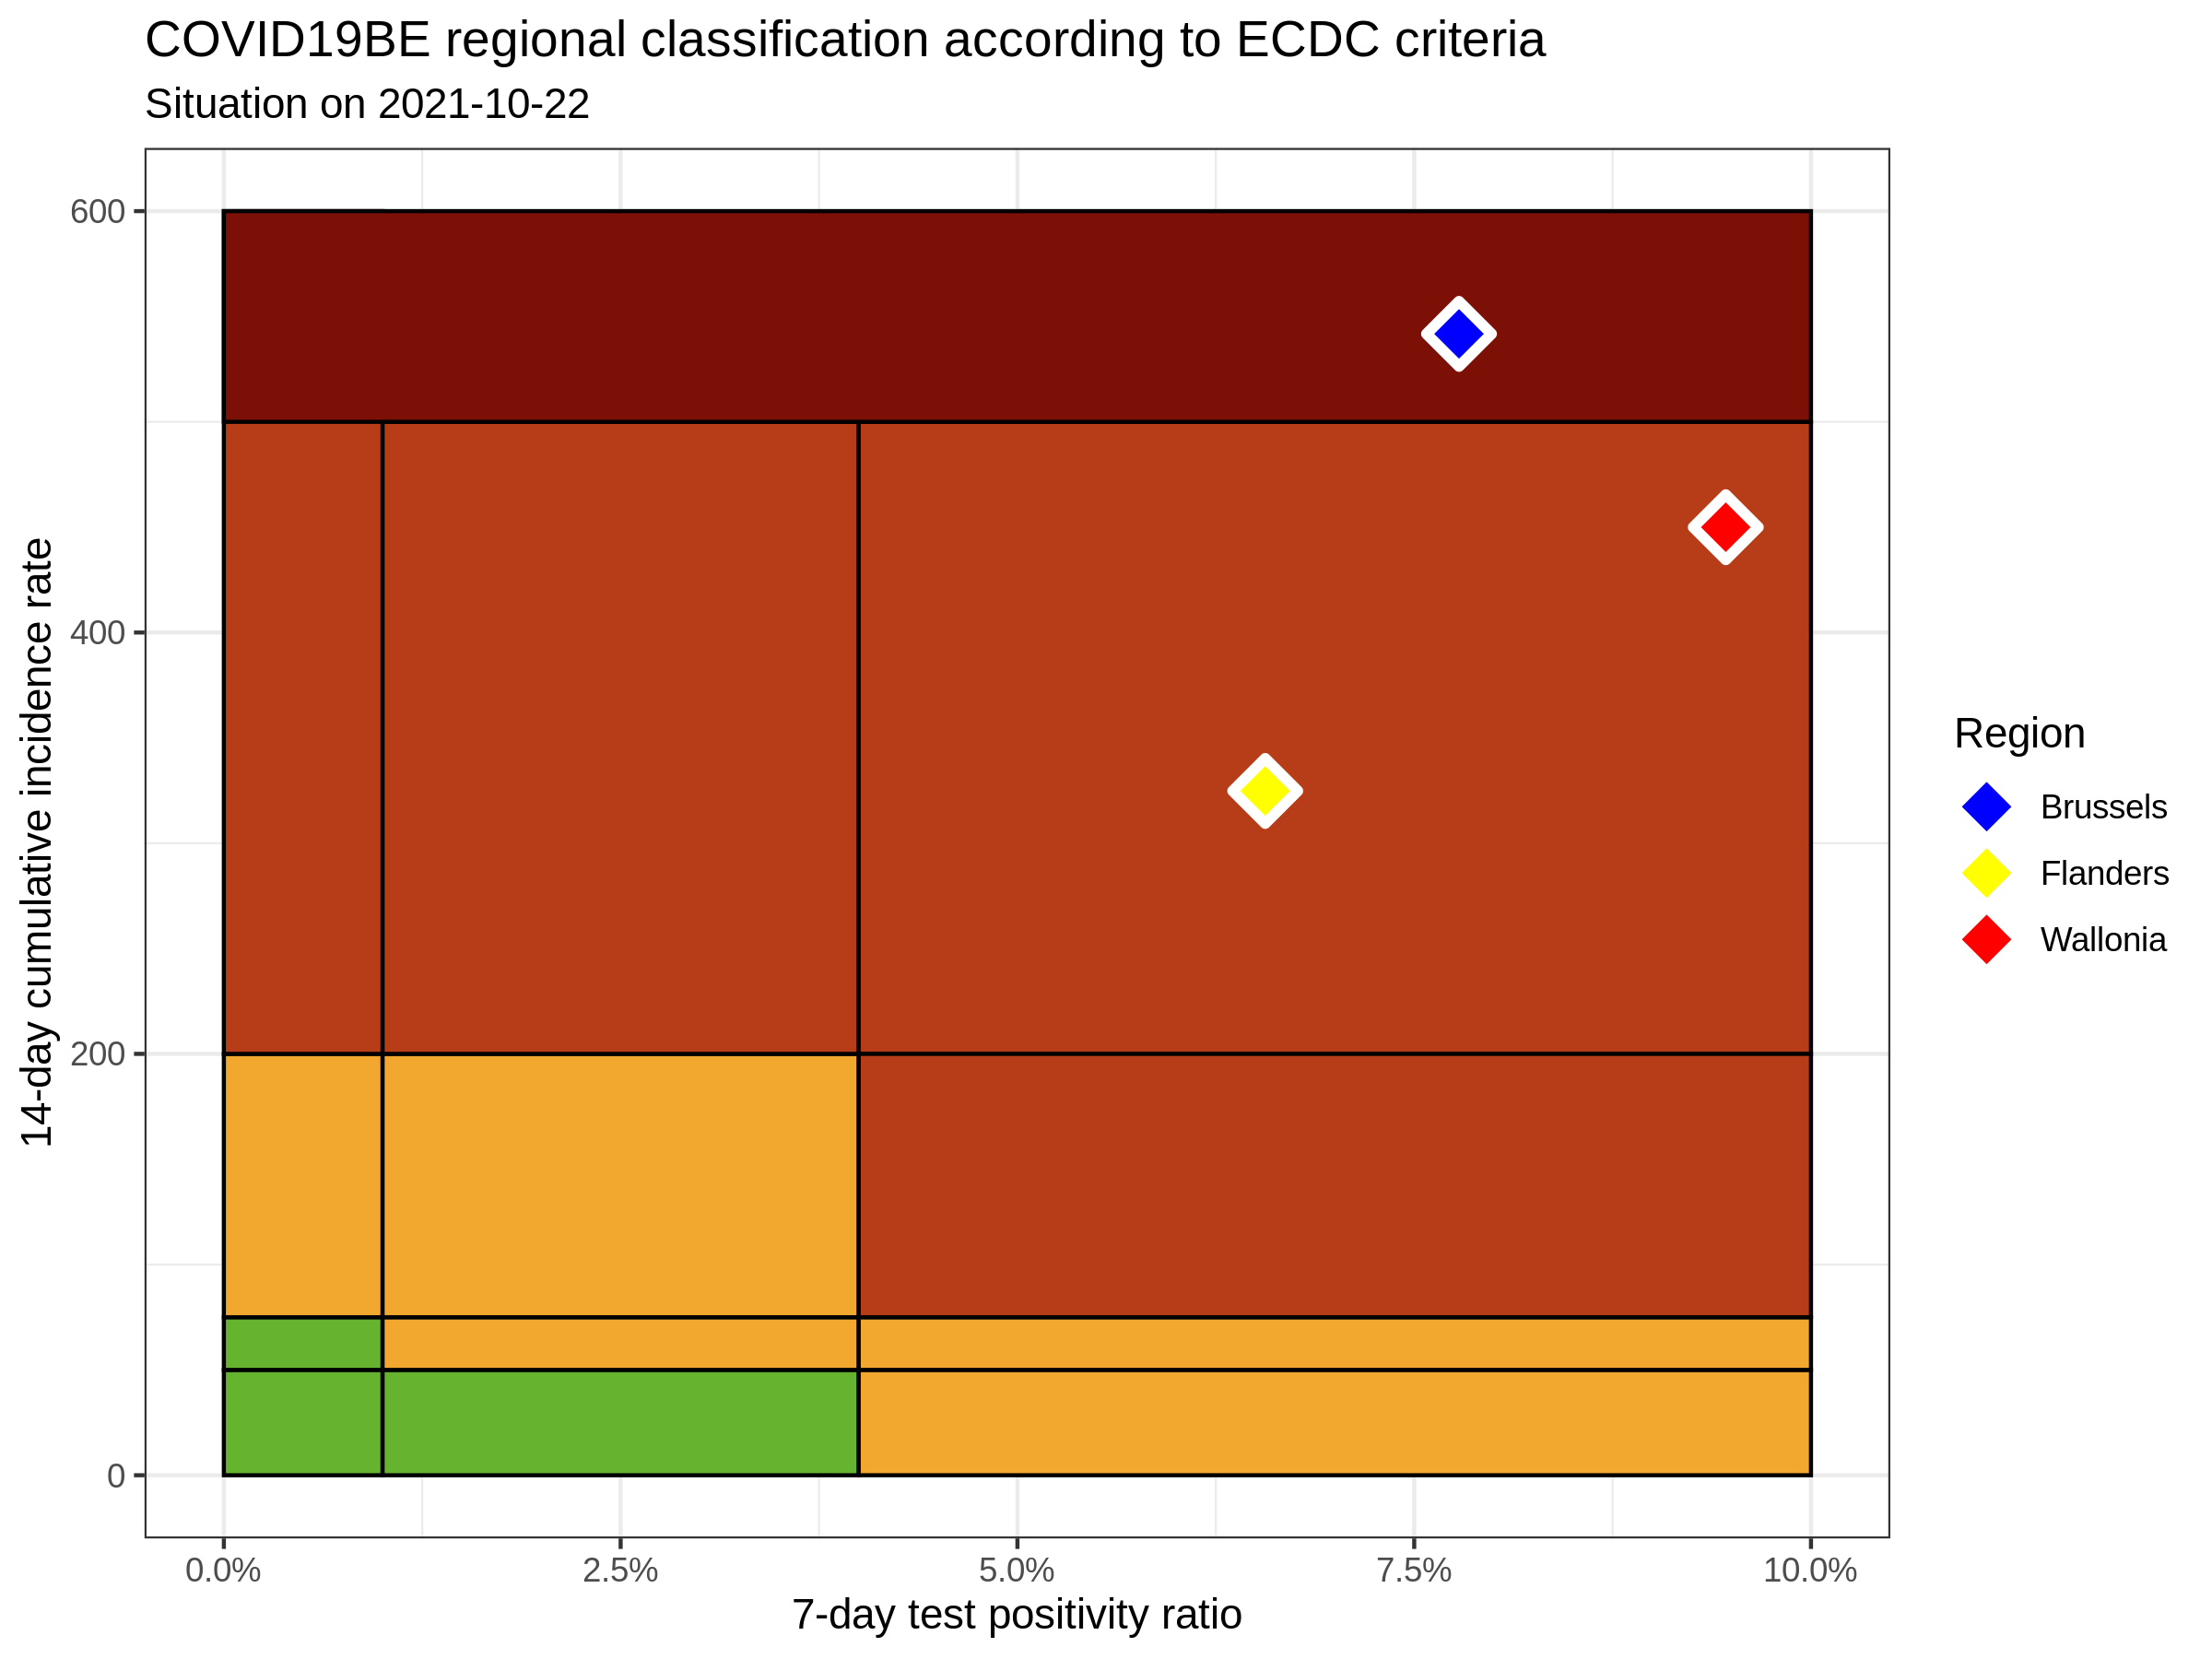 COVID19BE regional classification according to ECDC criteria
Situation on 2021-10-22
14-day cumulative incidence rate
600
400
200
0
0.0%
2.5%
5.0%
7.5%
10.0%
7-day test positivity ratio
Region
Brussels
Flanders
Wallonia